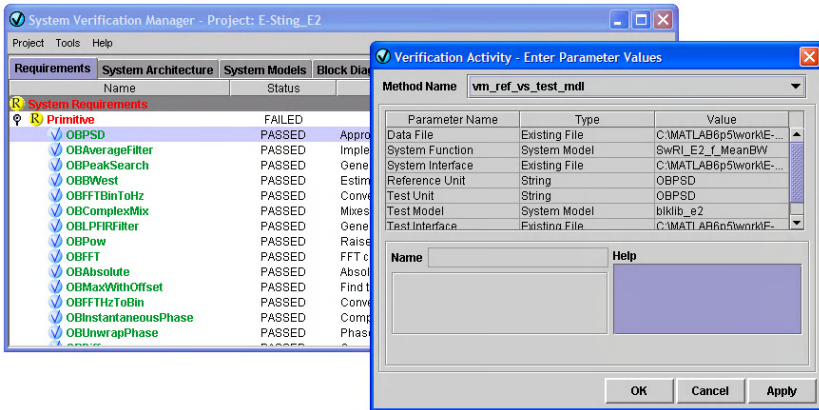 System Verification Manager - Project: E-Sting_E2
Project Tools Help
Requirements System Architecture System Models Block Dia
Name Status
R System Requirements
R Primitive FAILED
OBPSD PASSED Appro
OBAverageFilter PASSED Imple
OBPeakSearch PASSED Gene
OBBWest PASSED Estim
OBFFTBinToHz PASSED Conve
OBComplexMix PASSED Mixes
OBLPFIRFilter PASSED Gene
OBPow PASSED Raise
OBFFT PASSED FFT c
OBAbsolute PASSED Absol
OBMaxWithOffset PASSED Find t
OBFFTHzToBin PASSED Conve
OBInstantaneousPhase PASSED Comp
OBUnwrapPhase PASSED Phase
Verification Activity - Enter Parameter Values
Method Name vm_ref_vs_test_mdl
Parameter Name Type Value
Data File Existing File C:\MATLAB6p5\work\E-...
System Function System Model SwRI_E2_f_MeanBW
System Interface Existing File C:\MATLAB6p5\work\E-...
Reference Unit String OBPSD
Test Unit String OBPSD
Test Model System Model blklib_e2
Test Interface Existing File C:\MATLAB6p5\work\E-
Name Help
OK Cancel Apply